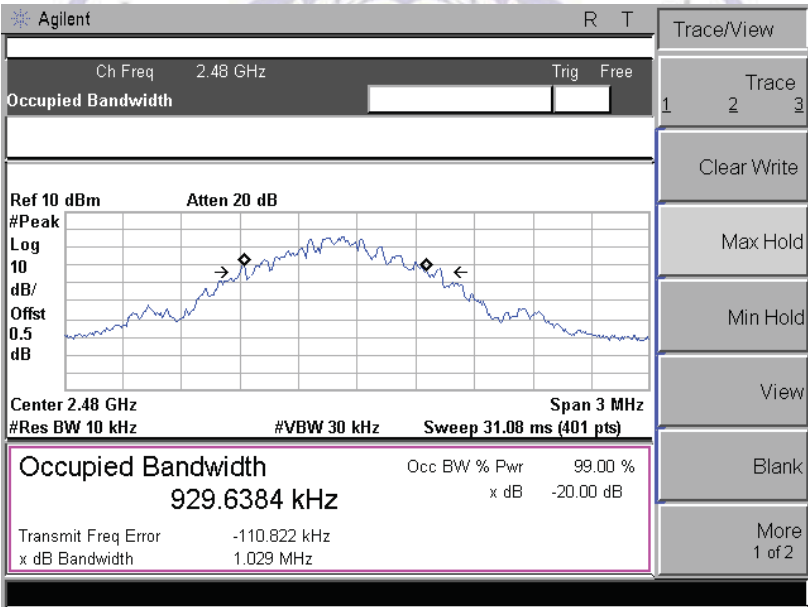 Agilent R T
Trace/View
Ch Freq 2.48 GHz Trig Free
Occupied Bandwidth
Trace
1 2 3
Clear Write
Max Hold
Min Hold
View
Blank
More
1 of 2
Ref 10 dBm Atten 20 dB
#Peak
Log
10
dB/
Offst
0.5
dB
Center 2.48 GHz Span 3 MHz
#Res BW 10 kHz #VBW 30 kHz Sweep 31.08 ms (401 pts)
Occupied Bandwidth Occ BW % Pwr 99.00 %
929.6384 kHz x dB -20.00 dB
Transmit Freq Error -110.822 kHz
x dB Bandwidth 1.029 MHz